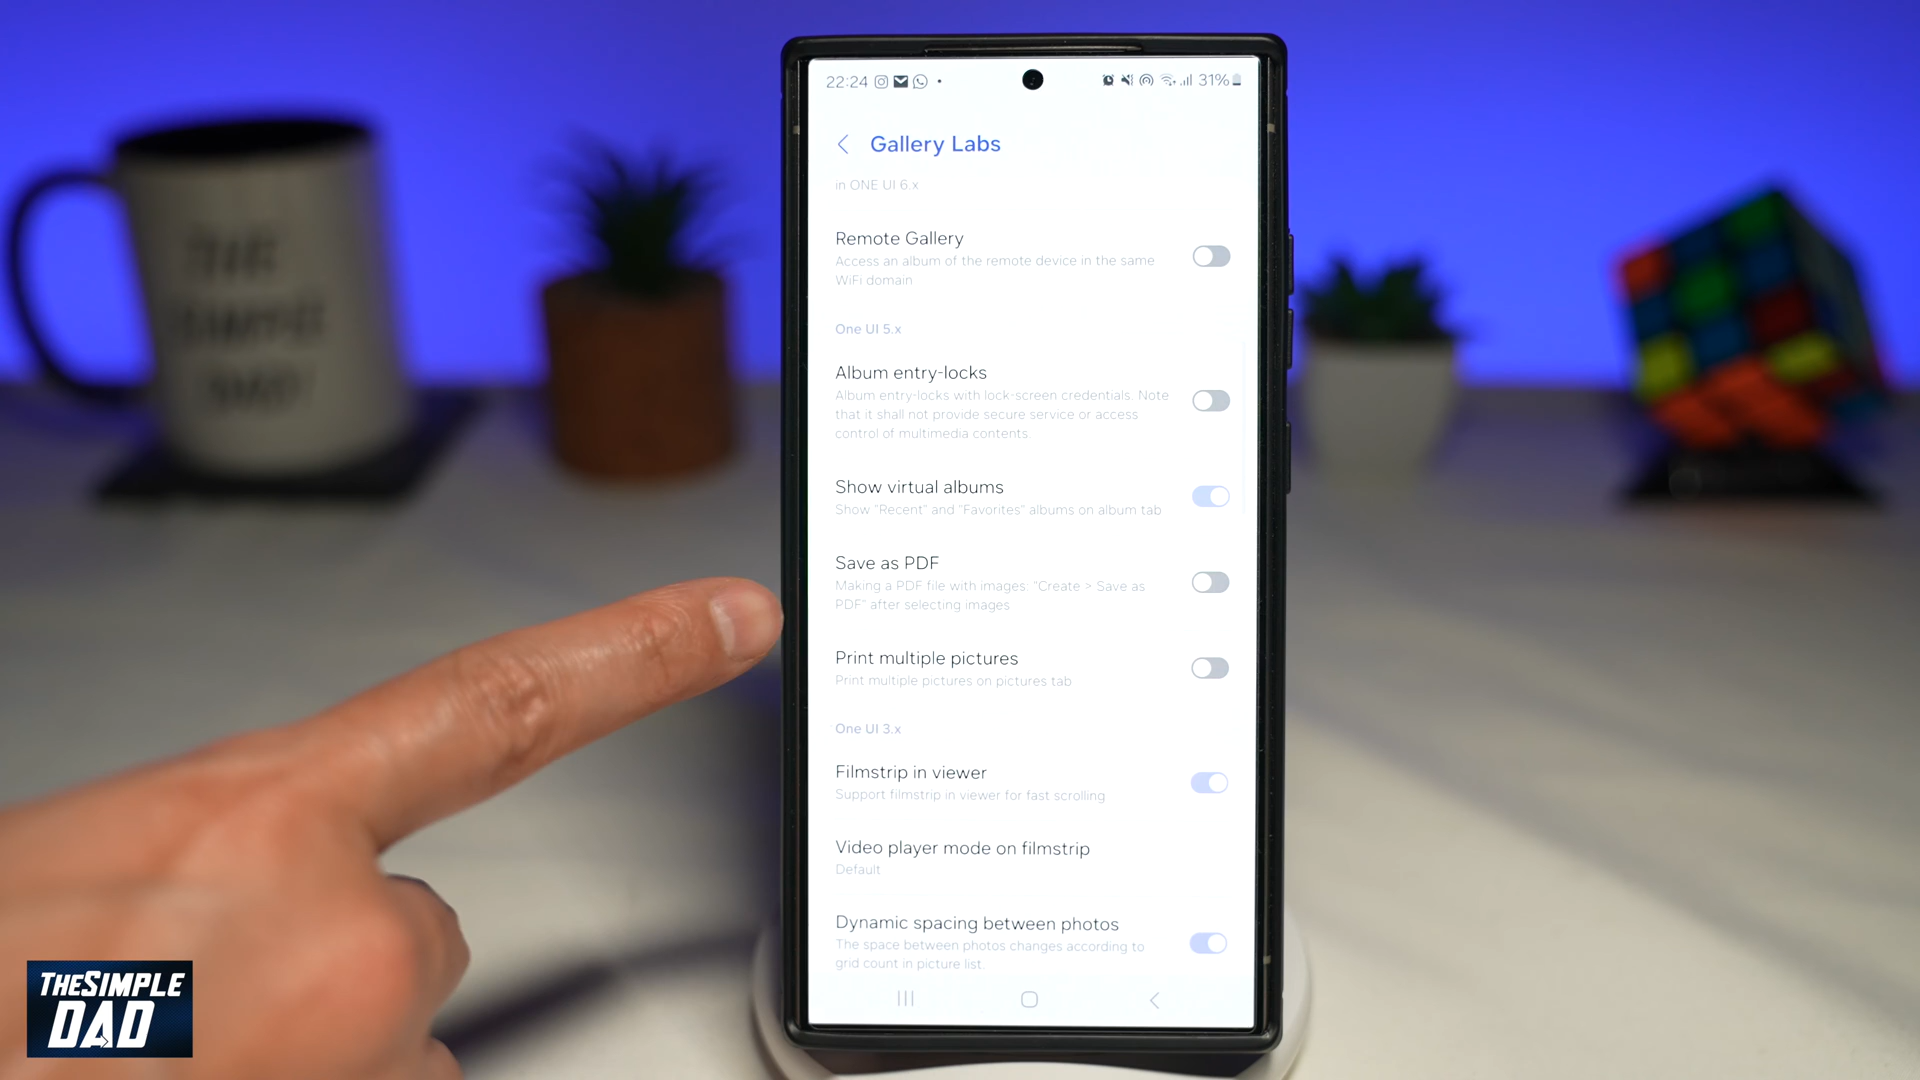 22:24
31%
Gallery Labs
in ONE UI 6.x
Remote Gallery
Access an album of the remote device in the same
WiFi domain
One UI 5.x
Album entry-locks
Album entry-locks with lock-screen credentials. Note
that it shall not provide secure service or access
control of multimedia contents
Show virtual albums
Show "Recent" and "Favorites" albums on album tab
Save as PDF
Making a PDF file with images: "Create > Save as
PDF" after selecting images
Print multiple pictures
Print multiple pictures on pictures tab
One UI 3.x
Filmstrip in viewer
Support filmstrip in viewer for fast scrolling
Video player mode on filmstrip
Default
Dynamic spacing between photos
The space between photos changes according to
grid count in picture list.
THE
SIMPLE
DAD
THESIMPLE
DAD